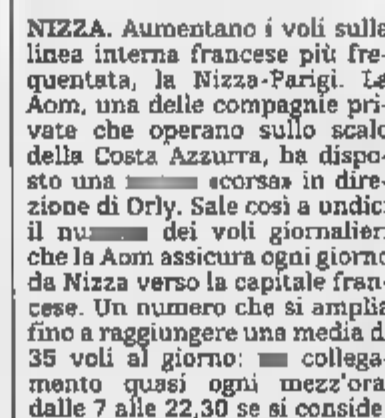 NIZZA. Aumentano i voli sulla
linea interna francese più fre-
quentata, la Nizza-Parigi. La
Aom, una delle compagnie pri-
vate che operano sullo scalo
della Costa Azzurra, ha dispo-
sto una «corsa» in dire-
zione di Orly. Sale così a undici
il dei voli giornalieri
che la Aom assicura ogni giorno
da Nizza verso la capitale fran-
cese. Un numero che si amplia
fino a raggiungere una media di
35 voli al giorno: collega-
mento quasi ogni mezz'ora
dalle 7 alle 22,30 se si conside-